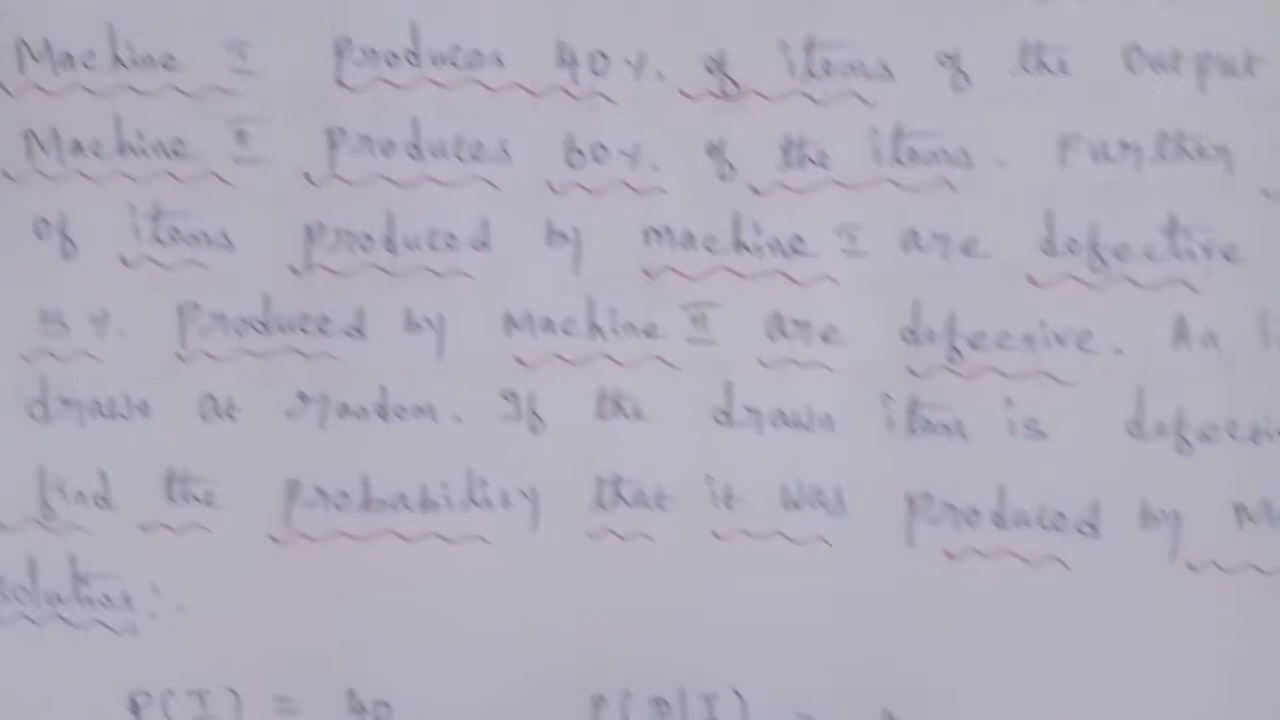 Machine I produces 40%. of items of the output
Machine II produces 60%. of the items. Further
of items produced by machine I are defective
5%. produced by machine II are defective. An i
drawn at random. If the drawn item is defecti
find the probability that it was produced by m
solution:
P(I) = 40 P(D|I) =